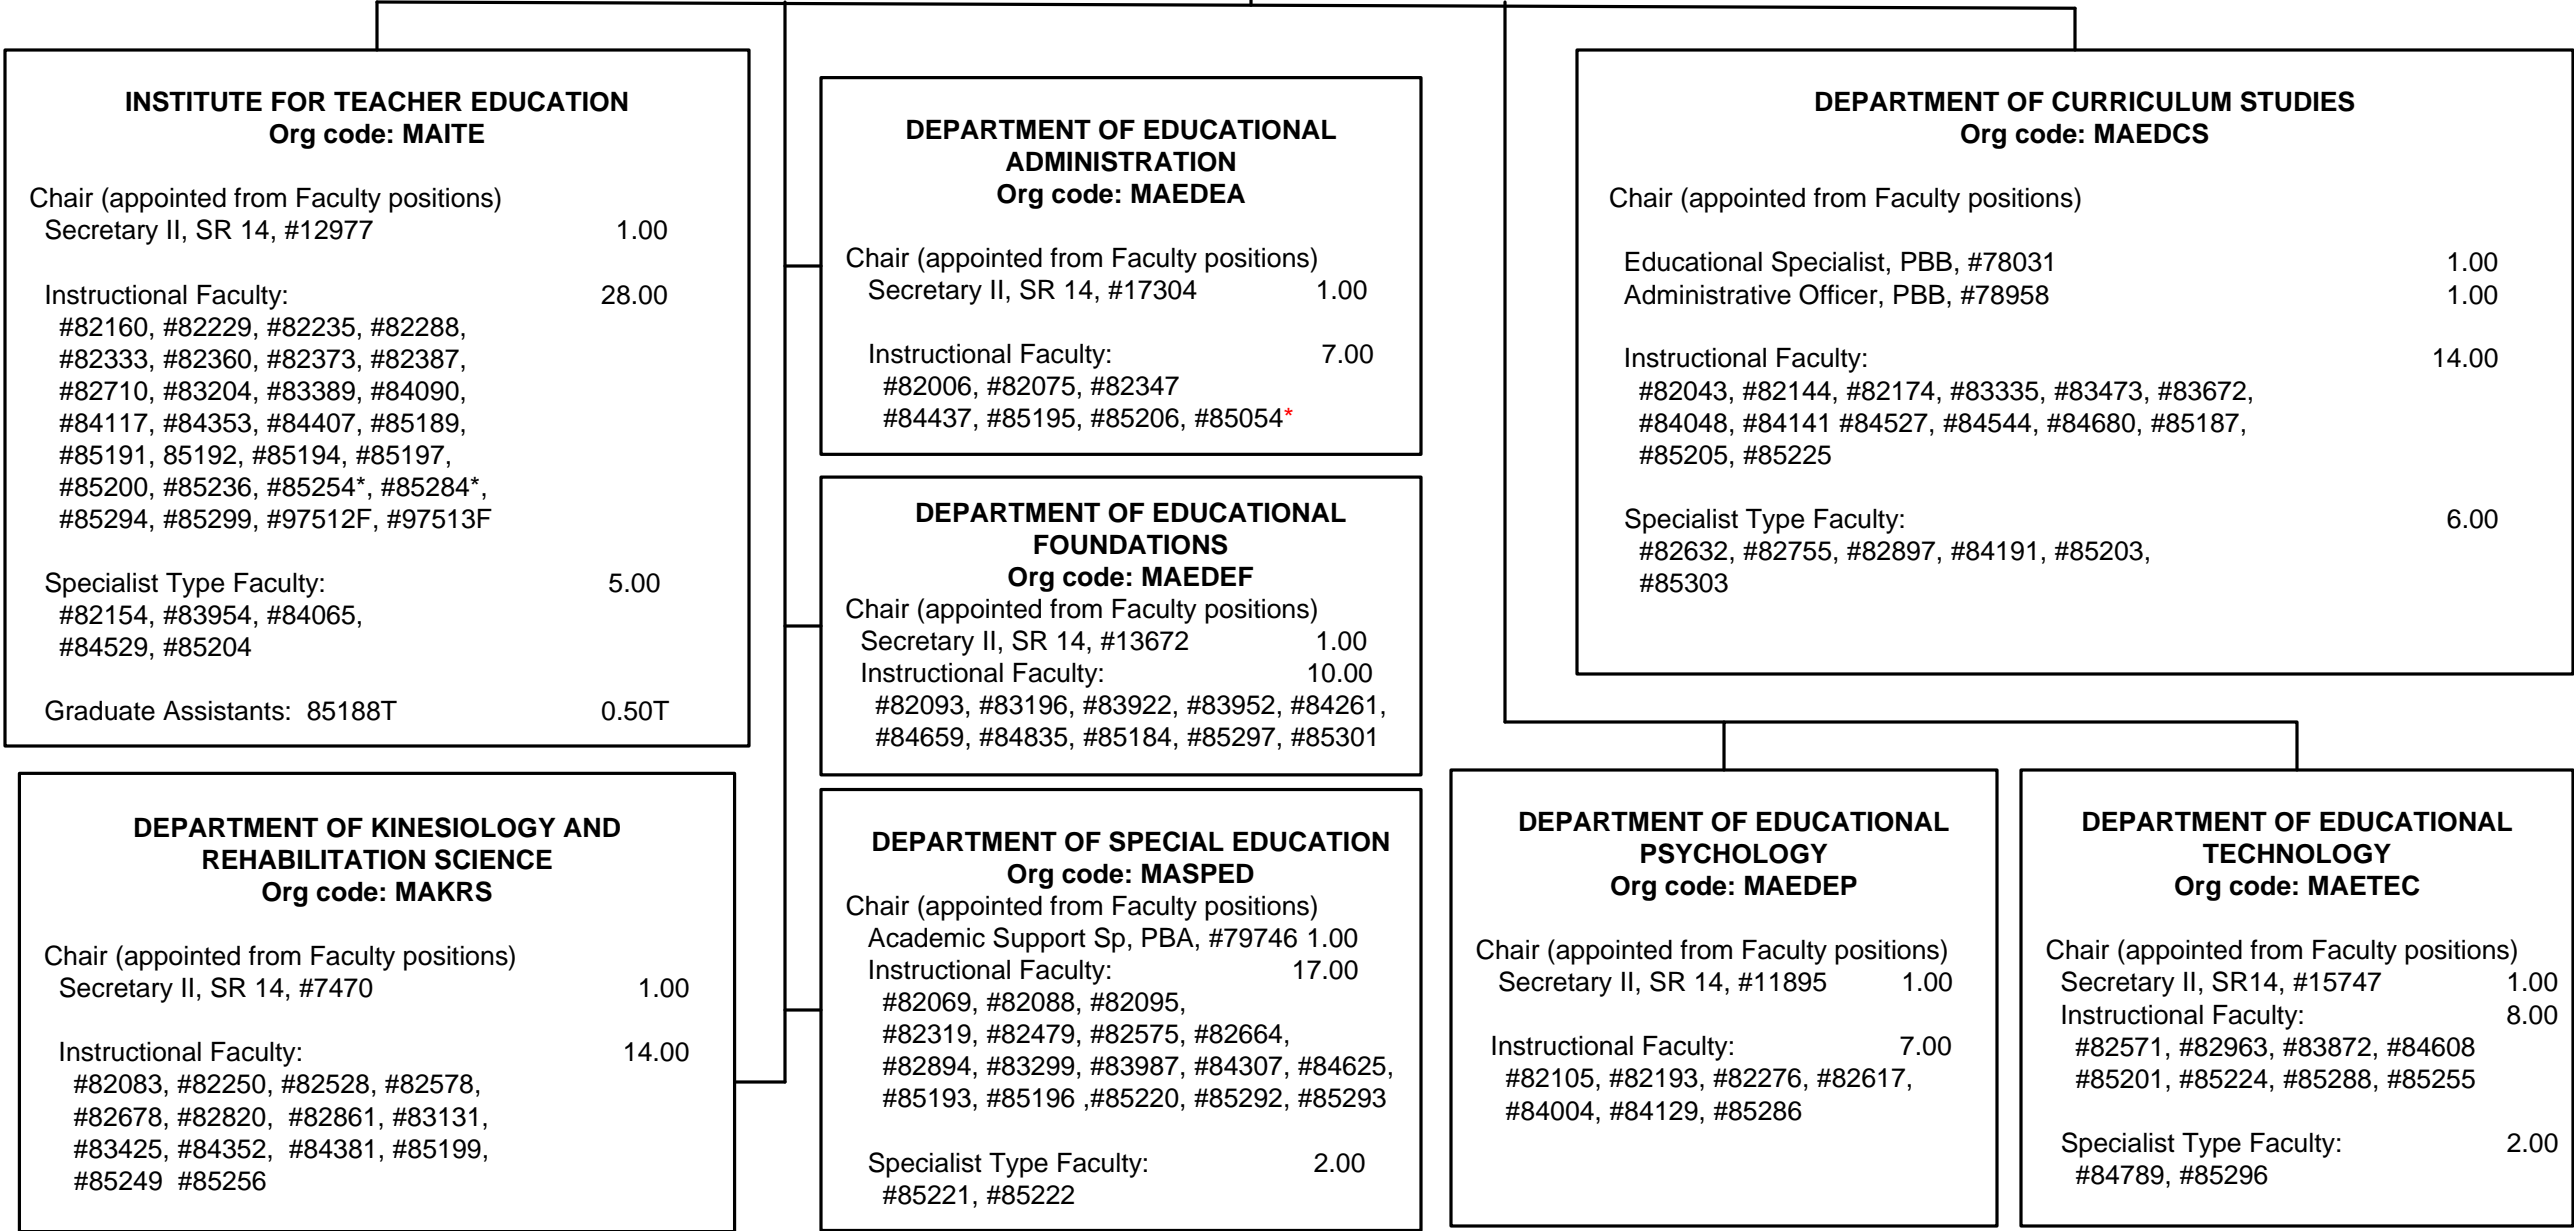 INSTITUTE FOR TEACHER EDUCATION
Org code: MAITE
Chair (appointed from Faculty positions)
Secretary II, SR 14, #12977 1.00
Instructional Faculty: 28.00
#82160, #82229, #82235, #82288,
#82333, #82360, #82373, #82387,
#82710, #83204, #83389, #84090,
#84117, #84353, #84407, #85189,
#85191, 85192, #85194, #85197,
#85200, #85236, #85254*, #85284*,
#85294, #85299, #97512F, #97513F
Specialist Type Faculty: 5.00
#82154, #83954, #84065,
#84529, #85204
Graduate Assistants: 85188T 0.50T
DEPARTMENT OF KINESIOLOGY AND
REHABILITATION SCIENCE
Org code: MAKRS
Chair (appointed from Faculty positions)
Secretary II, SR 14, #7470 1.00
Instructional Faculty: 14.00
#82083, #82250, #82528, #82578,
#82678, #82820, #82861, #83131,
#83425, #84352, #84381, #85199,
#85249 #85256
DEPARTMENT OF EDUCATIONAL
ADMINISTRATION
Org code: MAEDEA
Chair (appointed from Faculty positions)
Secretary II, SR 14, #17304 1.00
Instructional Faculty: 7.00
#82006, #82075, #82347
#84437, #85195, #85206, #85054*
DEPARTMENT OF EDUCATIONAL
FOUNDATIONS
Org code: MAEDEF
Chair (appointed from Faculty positions)
Secretary II, SR 14, #13672 1.00
Instructional Faculty: 10.00
#82093, #83196, #83922, #83952, #84261,
#84659, #84835, #85184, #85297, #85301
DEPARTMENT OF SPECIAL EDUCATION
Org code: MASPED
Chair (appointed from Faculty positions)
Academic Support Sp, PBA, #79746 1.00
Instructional Faculty: 17.00
#82069, #82088, #82095,
#82319, #82479, #82575, #82664,
#82894, #83299, #83987, #84307, #84625,
#85193, #85196 ,#85220, #85292, #85293
Specialist Type Faculty: 2.00
#85221, #85222
DEPARTMENT OF CURRICULUM STUDIES
Org code: MAEDCS
Chair (appointed from Faculty positions)
Educational Specialist, PBB, #78031 1.00
Administrative Officer, PBB, #78958 1.00
Instructional Faculty: 14.00
#82043, #82144, #82174, #83335, #83473, #83672,
#84048, #84141 #84527, #84544, #84680, #85187,
#85205, #85225
Specialist Type Faculty: 6.00
#82632, #82755, #82897, #84191, #85203,
#85303
DEPARTMENT OF EDUCATIONAL
PSYCHOLOGY
Org code: MAEDEP
Chair (appointed from Faculty positions)
Secretary II, SR 14, #11895 1.00
Instructional Faculty: 7.00
#82105, #82193, #82276, #82617,
#84004, #84129, #85286
DEPARTMENT OF EDUCATIONAL
TECHNOLOGY
Org code: MAETEC
Chair (appointed from Faculty positions)
Secretary II, SR14, #15747 1.00
Instructional Faculty: 8.00
#82571, #82963, #83872, #84608
#85201, #85224, #85288, #85255
Specialist Type Faculty: 2.00
#84789, #85296